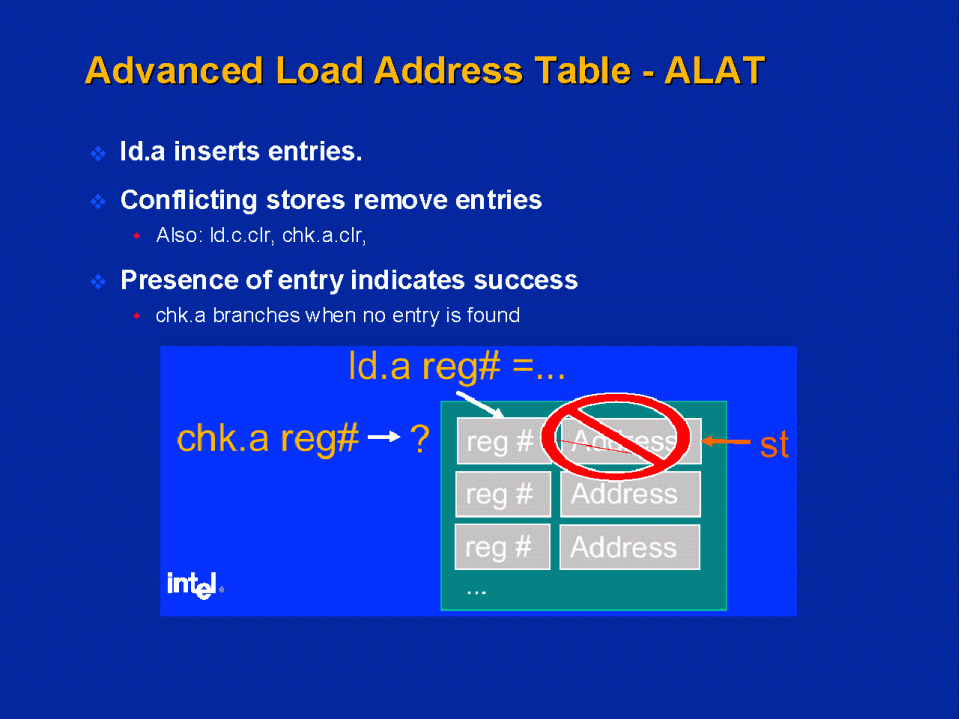 Advanced Load Address Table - ALAT
ld.a inserts entries.
Conflicting stores remove entries
Also: ld.c.clr, chk.a.clr,
Presence of entry indicates success
chk.a branches when no entry is found
ld.a reg# =...
chk.a reg# ? reg # Address st
reg # Address
reg # Address
...
intel®